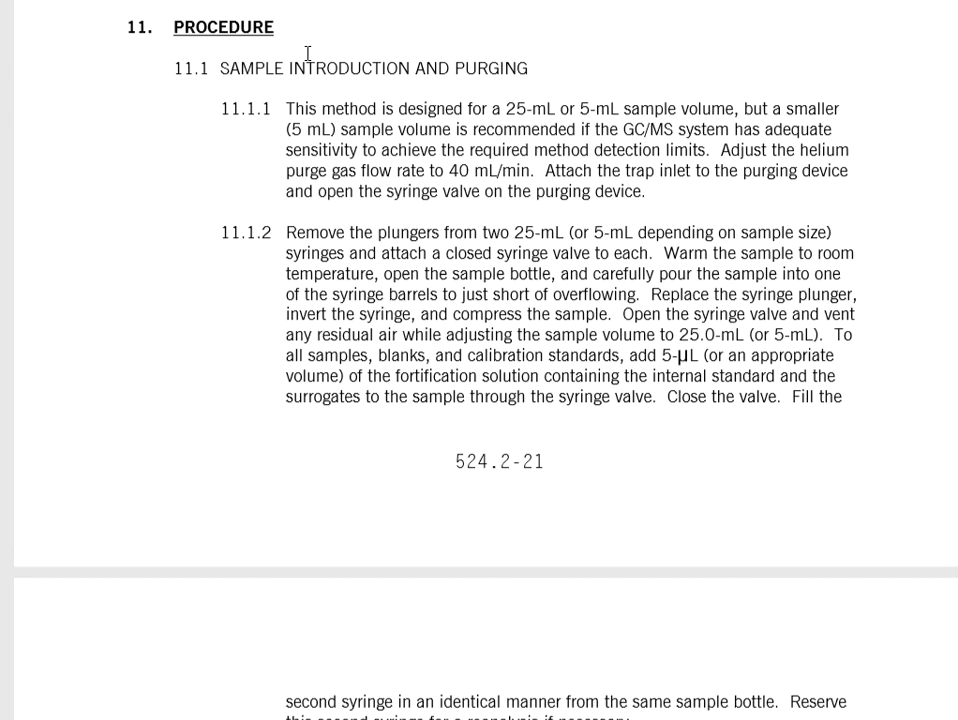 11. PROCEDURE
11.1 SAMPLE INTRODUCTION AND PURGING
11.1.1 This method is designed for a 25-mL or 5-mL sample volume, but a smaller
(5 mL) sample volume is recommended if the GC/MS system has adequate
sensitivity to achieve the required method detection limits. Adjust the helium
purge gas flow rate to 40 mL/min. Attach the trap inlet to the purging device
and open the syringe valve on the purging device.
11.1.2 Remove the plungers from two 25-mL (or 5-mL depending on sample size)
syringes and attach a closed syringe valve to each. Warm the sample to room
temperature, open the sample bottle, and carefully pour the sample into one
of the syringe barrels to just short of overflowing. Replace the syringe plunger,
invert the syringe, and compress the sample. Open the syringe valve and vent
any residual air while adjusting the sample volume to 25.0-mL (or 5-mL). To
all samples, blanks, and calibration standards, add 5-µL (or an appropriate
volume) of the fortification solution containing the internal standard and the
surrogates to the sample through the syringe valve. Close the valve. Fill the
524.2-21
second syringe in an identical manner from the same sample bottle. Reserve
this second syringe for a reanalysis if necessary.